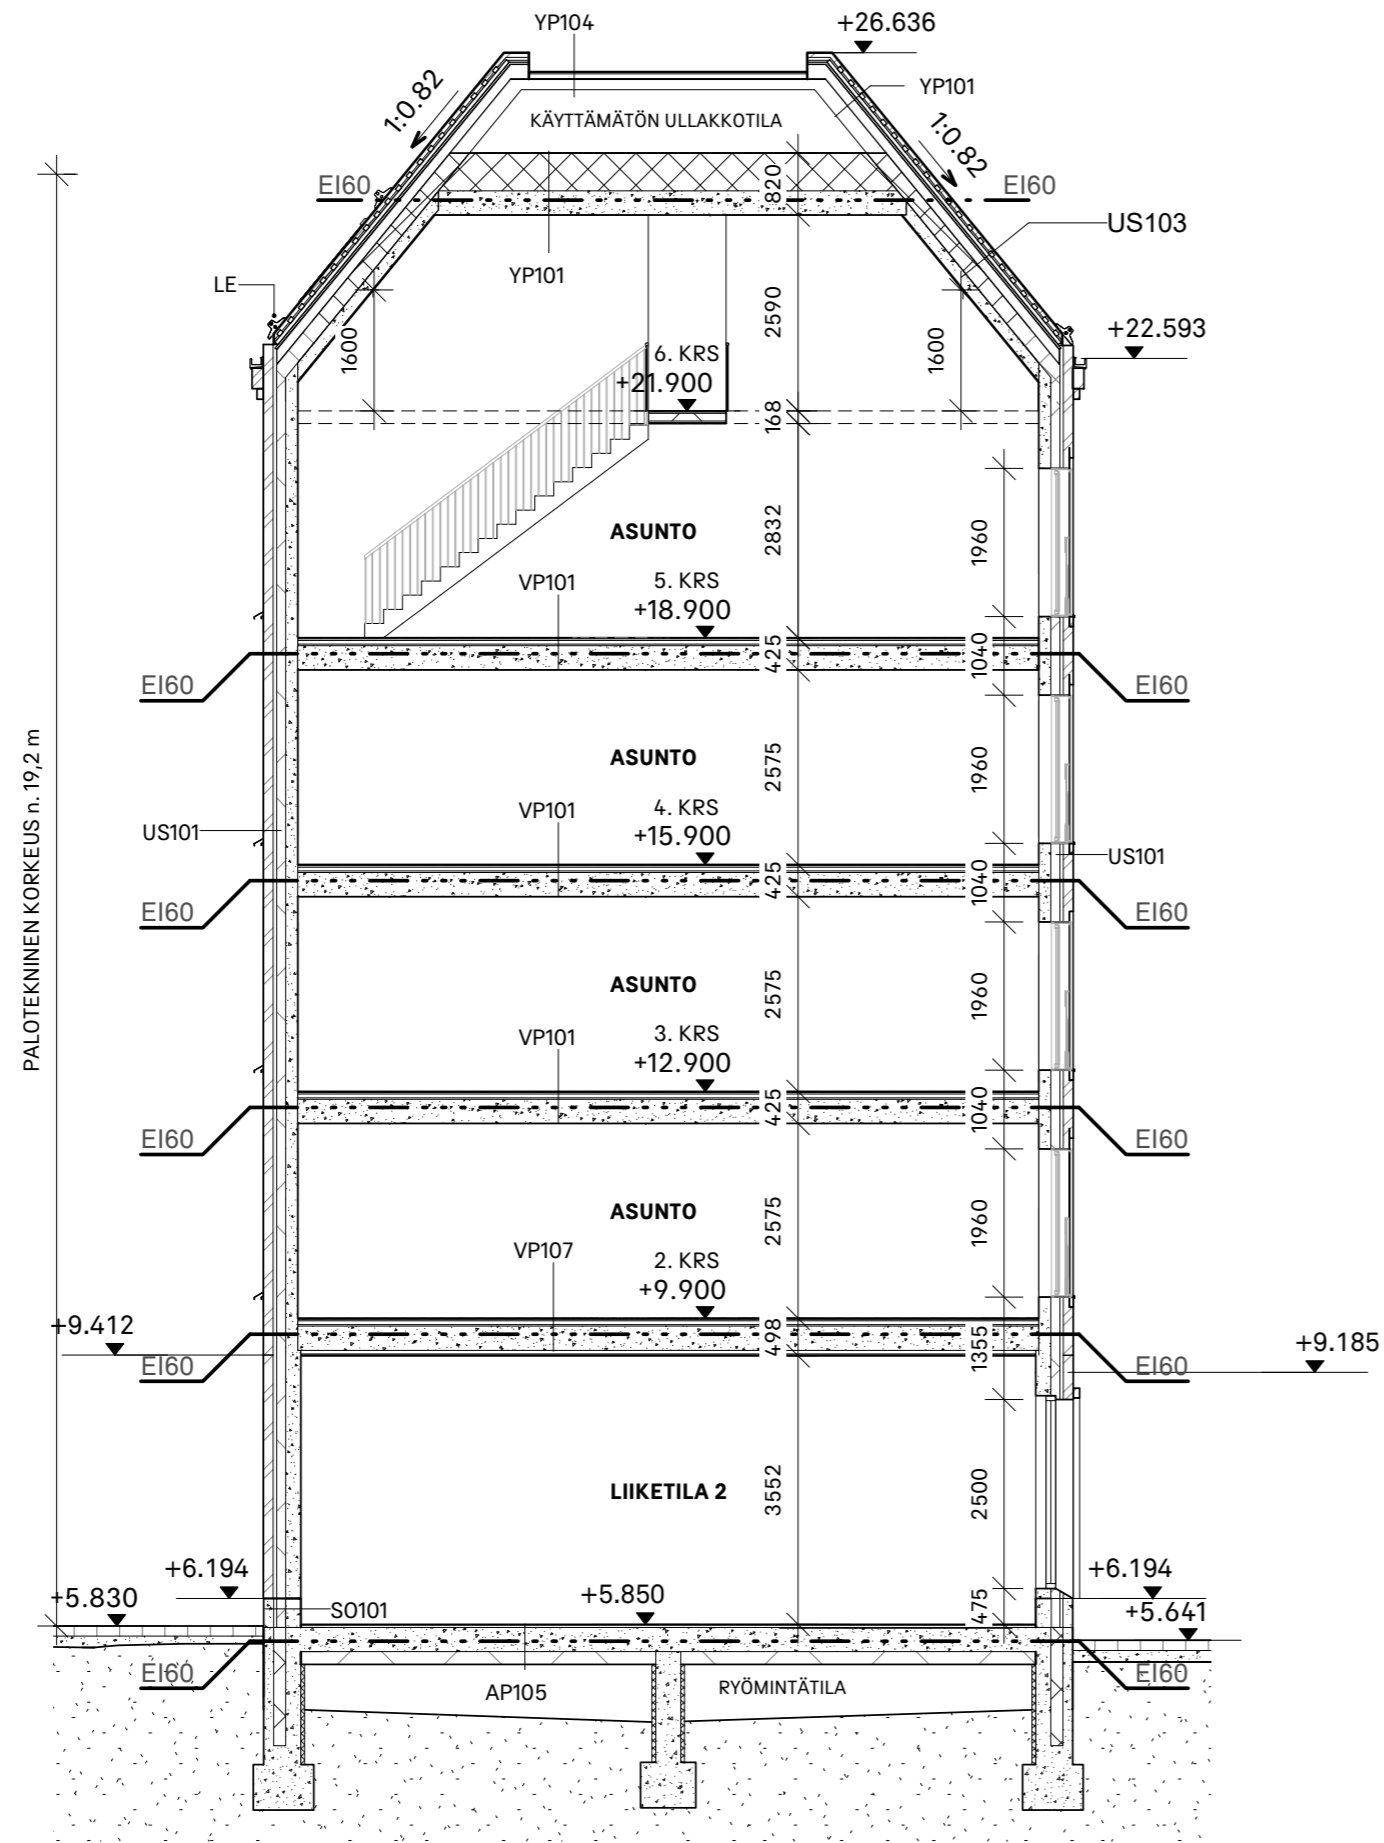 YP104
+26.636
YP101
1:0.82
1:0.82
KÄYTTÄMÄTÖN ULLAKKOTILA
EI60
820
EI60
US103
YP101
LE
2590
1600
1600
+22.593
6. KRS
+21.900
168
2832
1960
ASUNTO
VP101
5. KRS
+18.900
425
1040
EI60
EI60
PALOTEKNINEN KORKEUS n. 19,2 m
ASUNTO
2575
1960
VP101
4. KRS
+15.900
US101
US101
425
1040
EI60
EI60
ASUNTO
2575
1960
VP101
3. KRS
+12.900
425
1040
EI60
EI60
ASUNTO
2575
1960
VP107
2. KRS
+9.900
+9.412
498
1355
+9.185
EI60
EI60
LIIKETILA 2
3552
2500
+6.194
+6.194
+5.830
SO101
+5.850
475
+5.641
EI60
EI60
AP105
RYÖMINTÄTILA